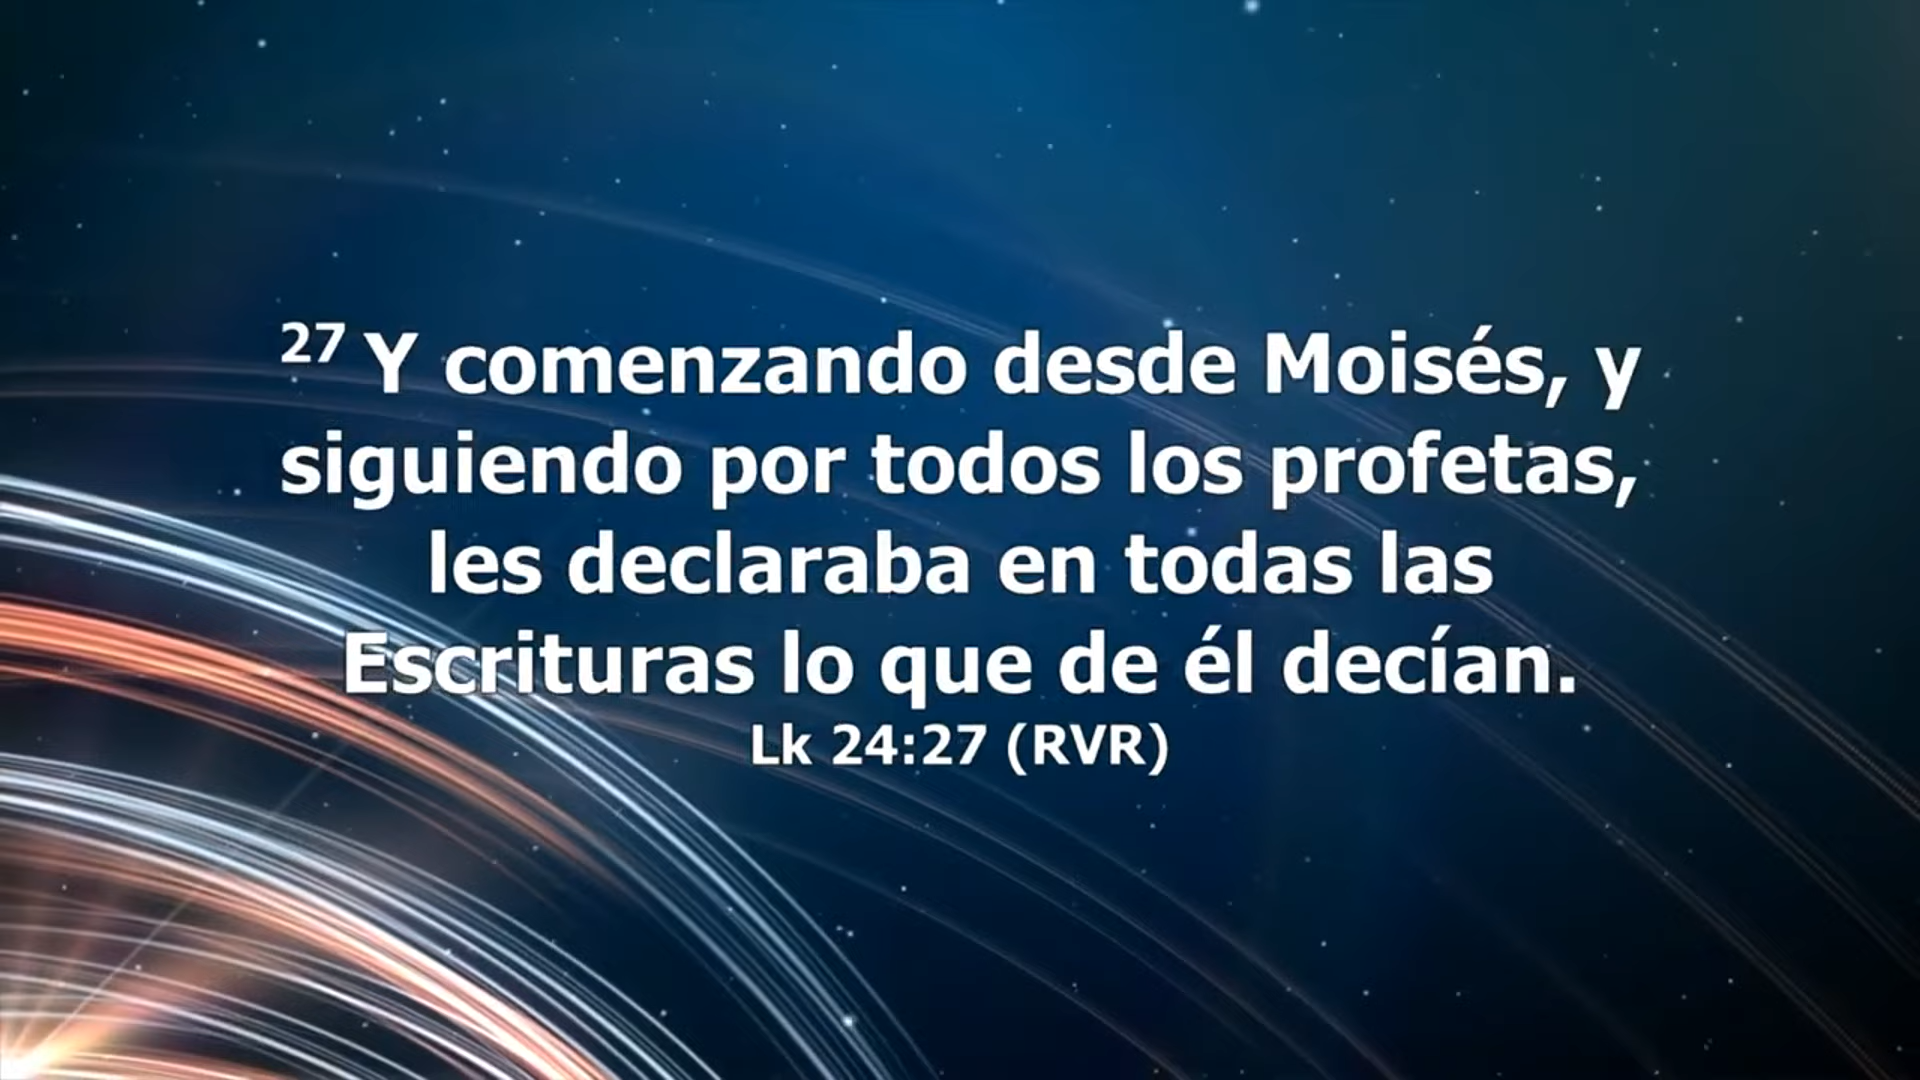 27 Y comenzando desde Moisés, y
siguiendo por todos los profetas,
les declaraba en todas las
Escrituras lo que de él decían.
Lk 24:27 (RVR)